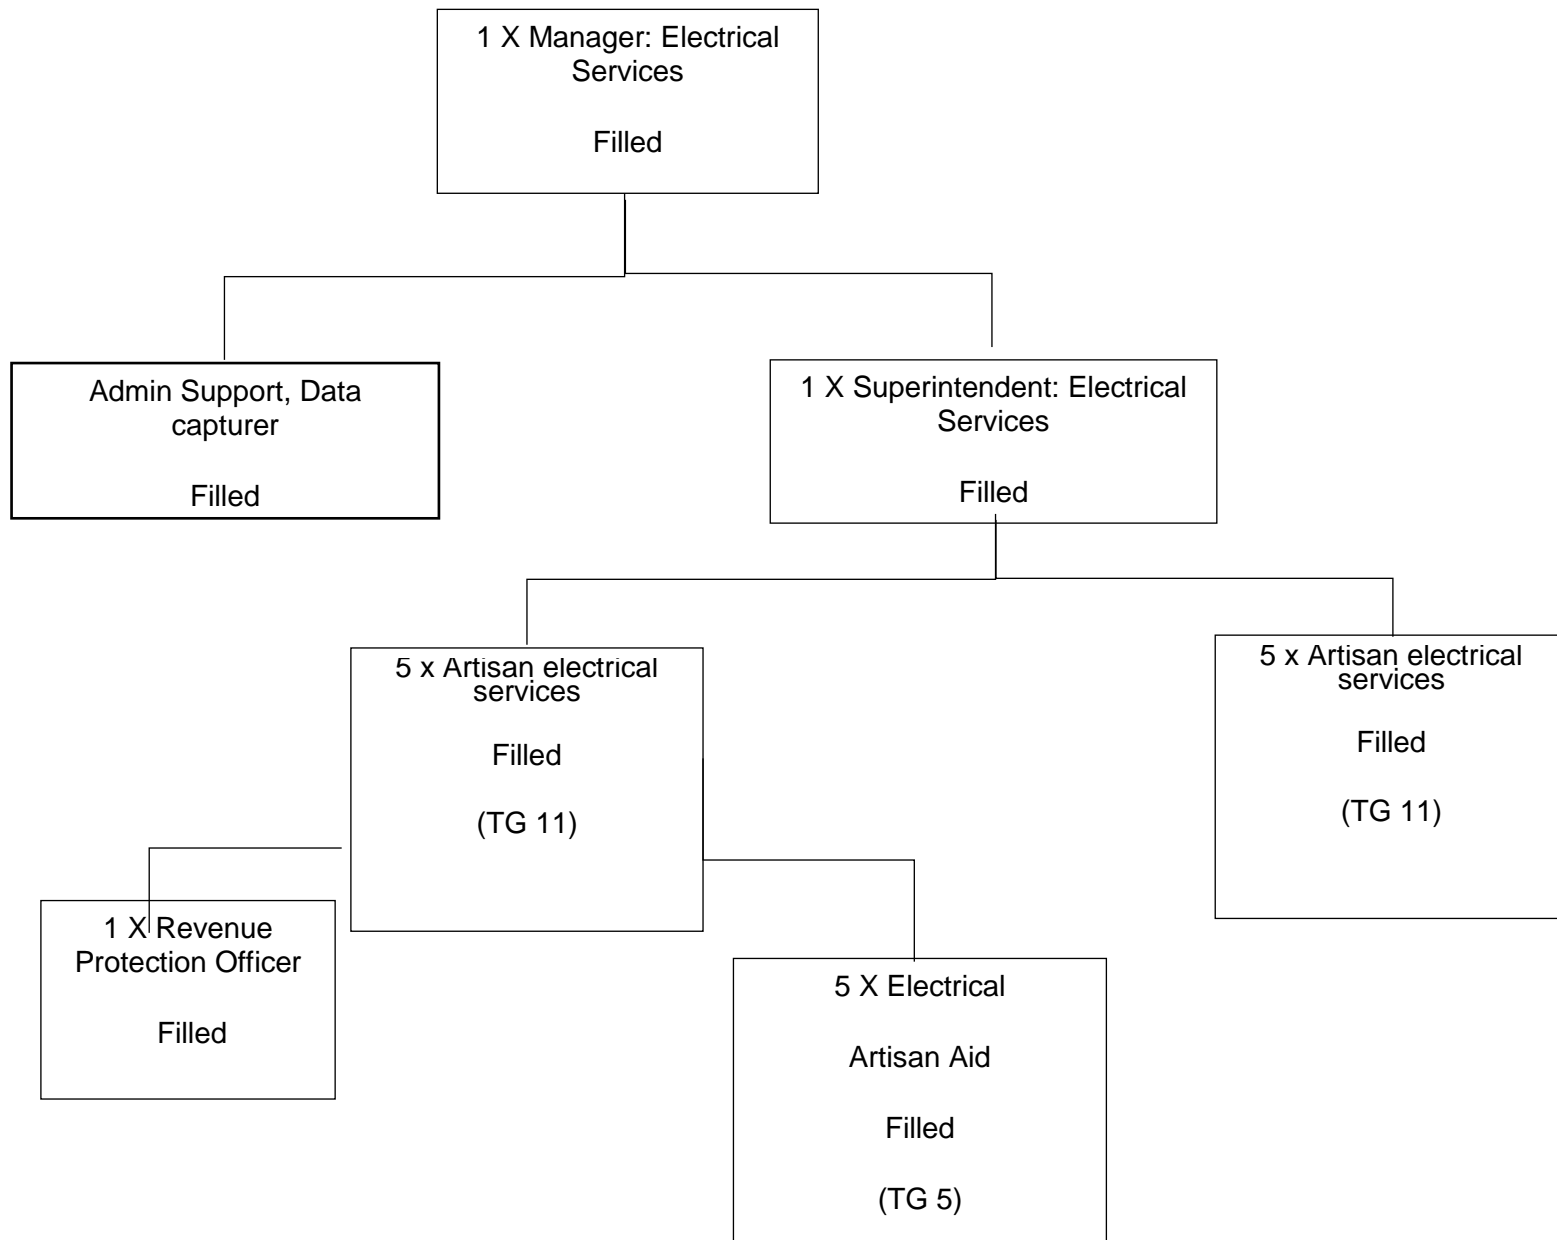 1 X Manager: Electrical
Services
Filled
Admin Support, Data
capturer
Filled
1 X Superintendent: Electrical
Services
Filled
5 x Artisan electrical
services
Filled
(TG 11)
5 x Artisan electrical
services
Filled
(TG 11)
1 X Revenue
Protection Officer
Filled
5 X Electrical
Artisan Aid
Filled
(TG 5)